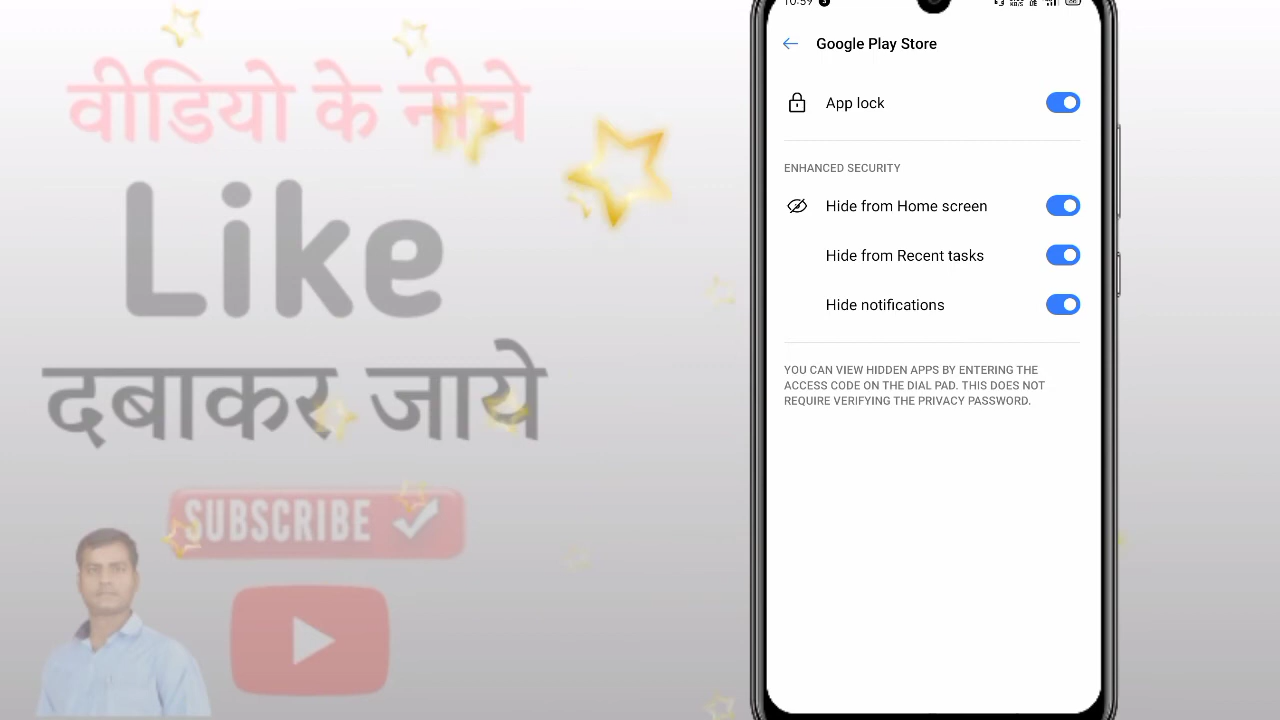 वीडियो के नीचे
Like
दबाकर जाये
SUBSCRIBE
10:59
Google Play Store
App lock
ENHANCED SECURITY
Hide from Home screen
Hide from Recent tasks
Hide notifications
YOU CAN VIEW HIDDEN APPS BY ENTERING THE
ACCESS CODE ON THE DIAL PAD. THIS DOES NOT
REQUIRE VERIFYING THE PRIVACY PASSWORD.